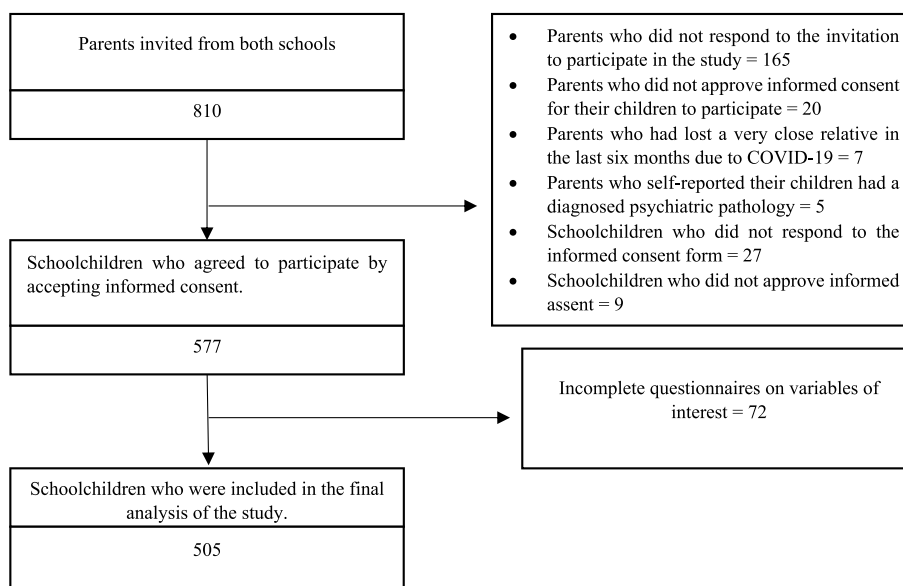 Parents invited from both schools
810
• Parents who did not respond to the invitation
to participate in the study = 165
• Parents who did not approve informed consent
for their children to participate = 20
• Parents who had lost a very close relative in
the last six months due to COVID-19 = 7
• Parents who self-reported their children had a
diagnosed psychiatric pathology = 5
• Schoolchildren who did not respond to the
informed consent form = 27
• Schoolchildren who did not approve informed
assent = 9
Schoolchildren who agreed to participate by
accepting informed consent.
577
Incomplete questionnaires on variables of
interest = 72
Schoolchildren who were included in the final
analysis of the study.
505